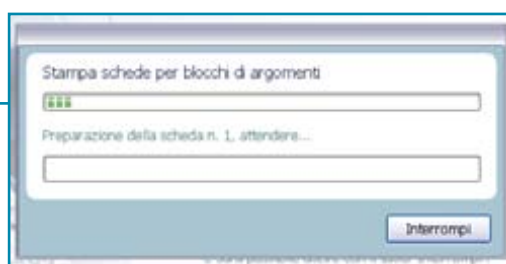 Stampa schede per blocchi di argomenti
Preparazione della scheda n. 1, attendere...
Interrompi